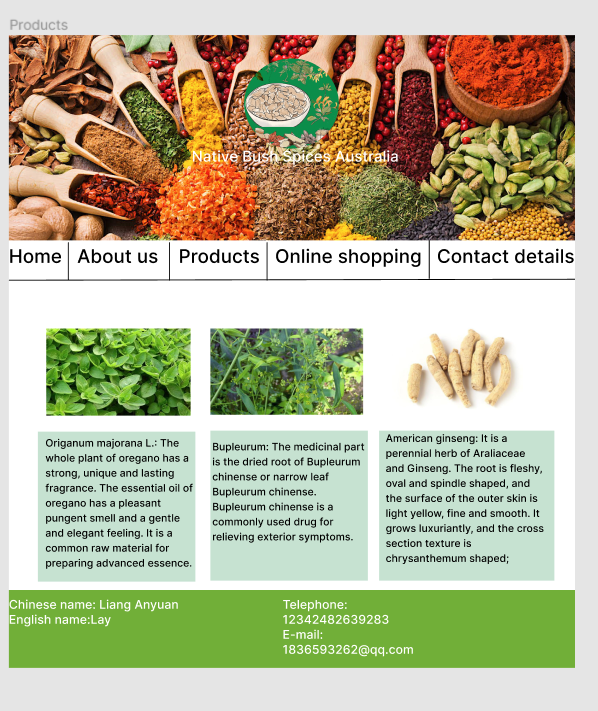 Products
Native Bush Spices Australia
Home
About us
Products
Online shopping
Contact details
Origanum majorana L.: The
whole plant of oregano has a
strong, unique and lasting
fragrance. The essential oil of
oregano has a pleasant
pungent smell and a gentle
and elegant feeling. It is a
common raw material for
preparing advanced essence.
Bupleurum: The medicinal part
is the dried root of Bupleurum
chinense or narrow leaf
Bupleurum chinense.
Bupleurum chinense is a
commonly used drug for
relieving exterior symptoms.
American ginseng: It is a
perennial herb of Araliaceae
and Ginseng. The root is fleshy,
oval and spindle shaped, and
the surface of the outer skin is
light yellow, fine and smooth. It
grows luxuriantly, and the cross
section texture is
chrysanthemum shaped;
Chinese name: Liang Anyuan
English name:Lay
Telephone:
12342482639283
E-mail:
1836593262@qq.com